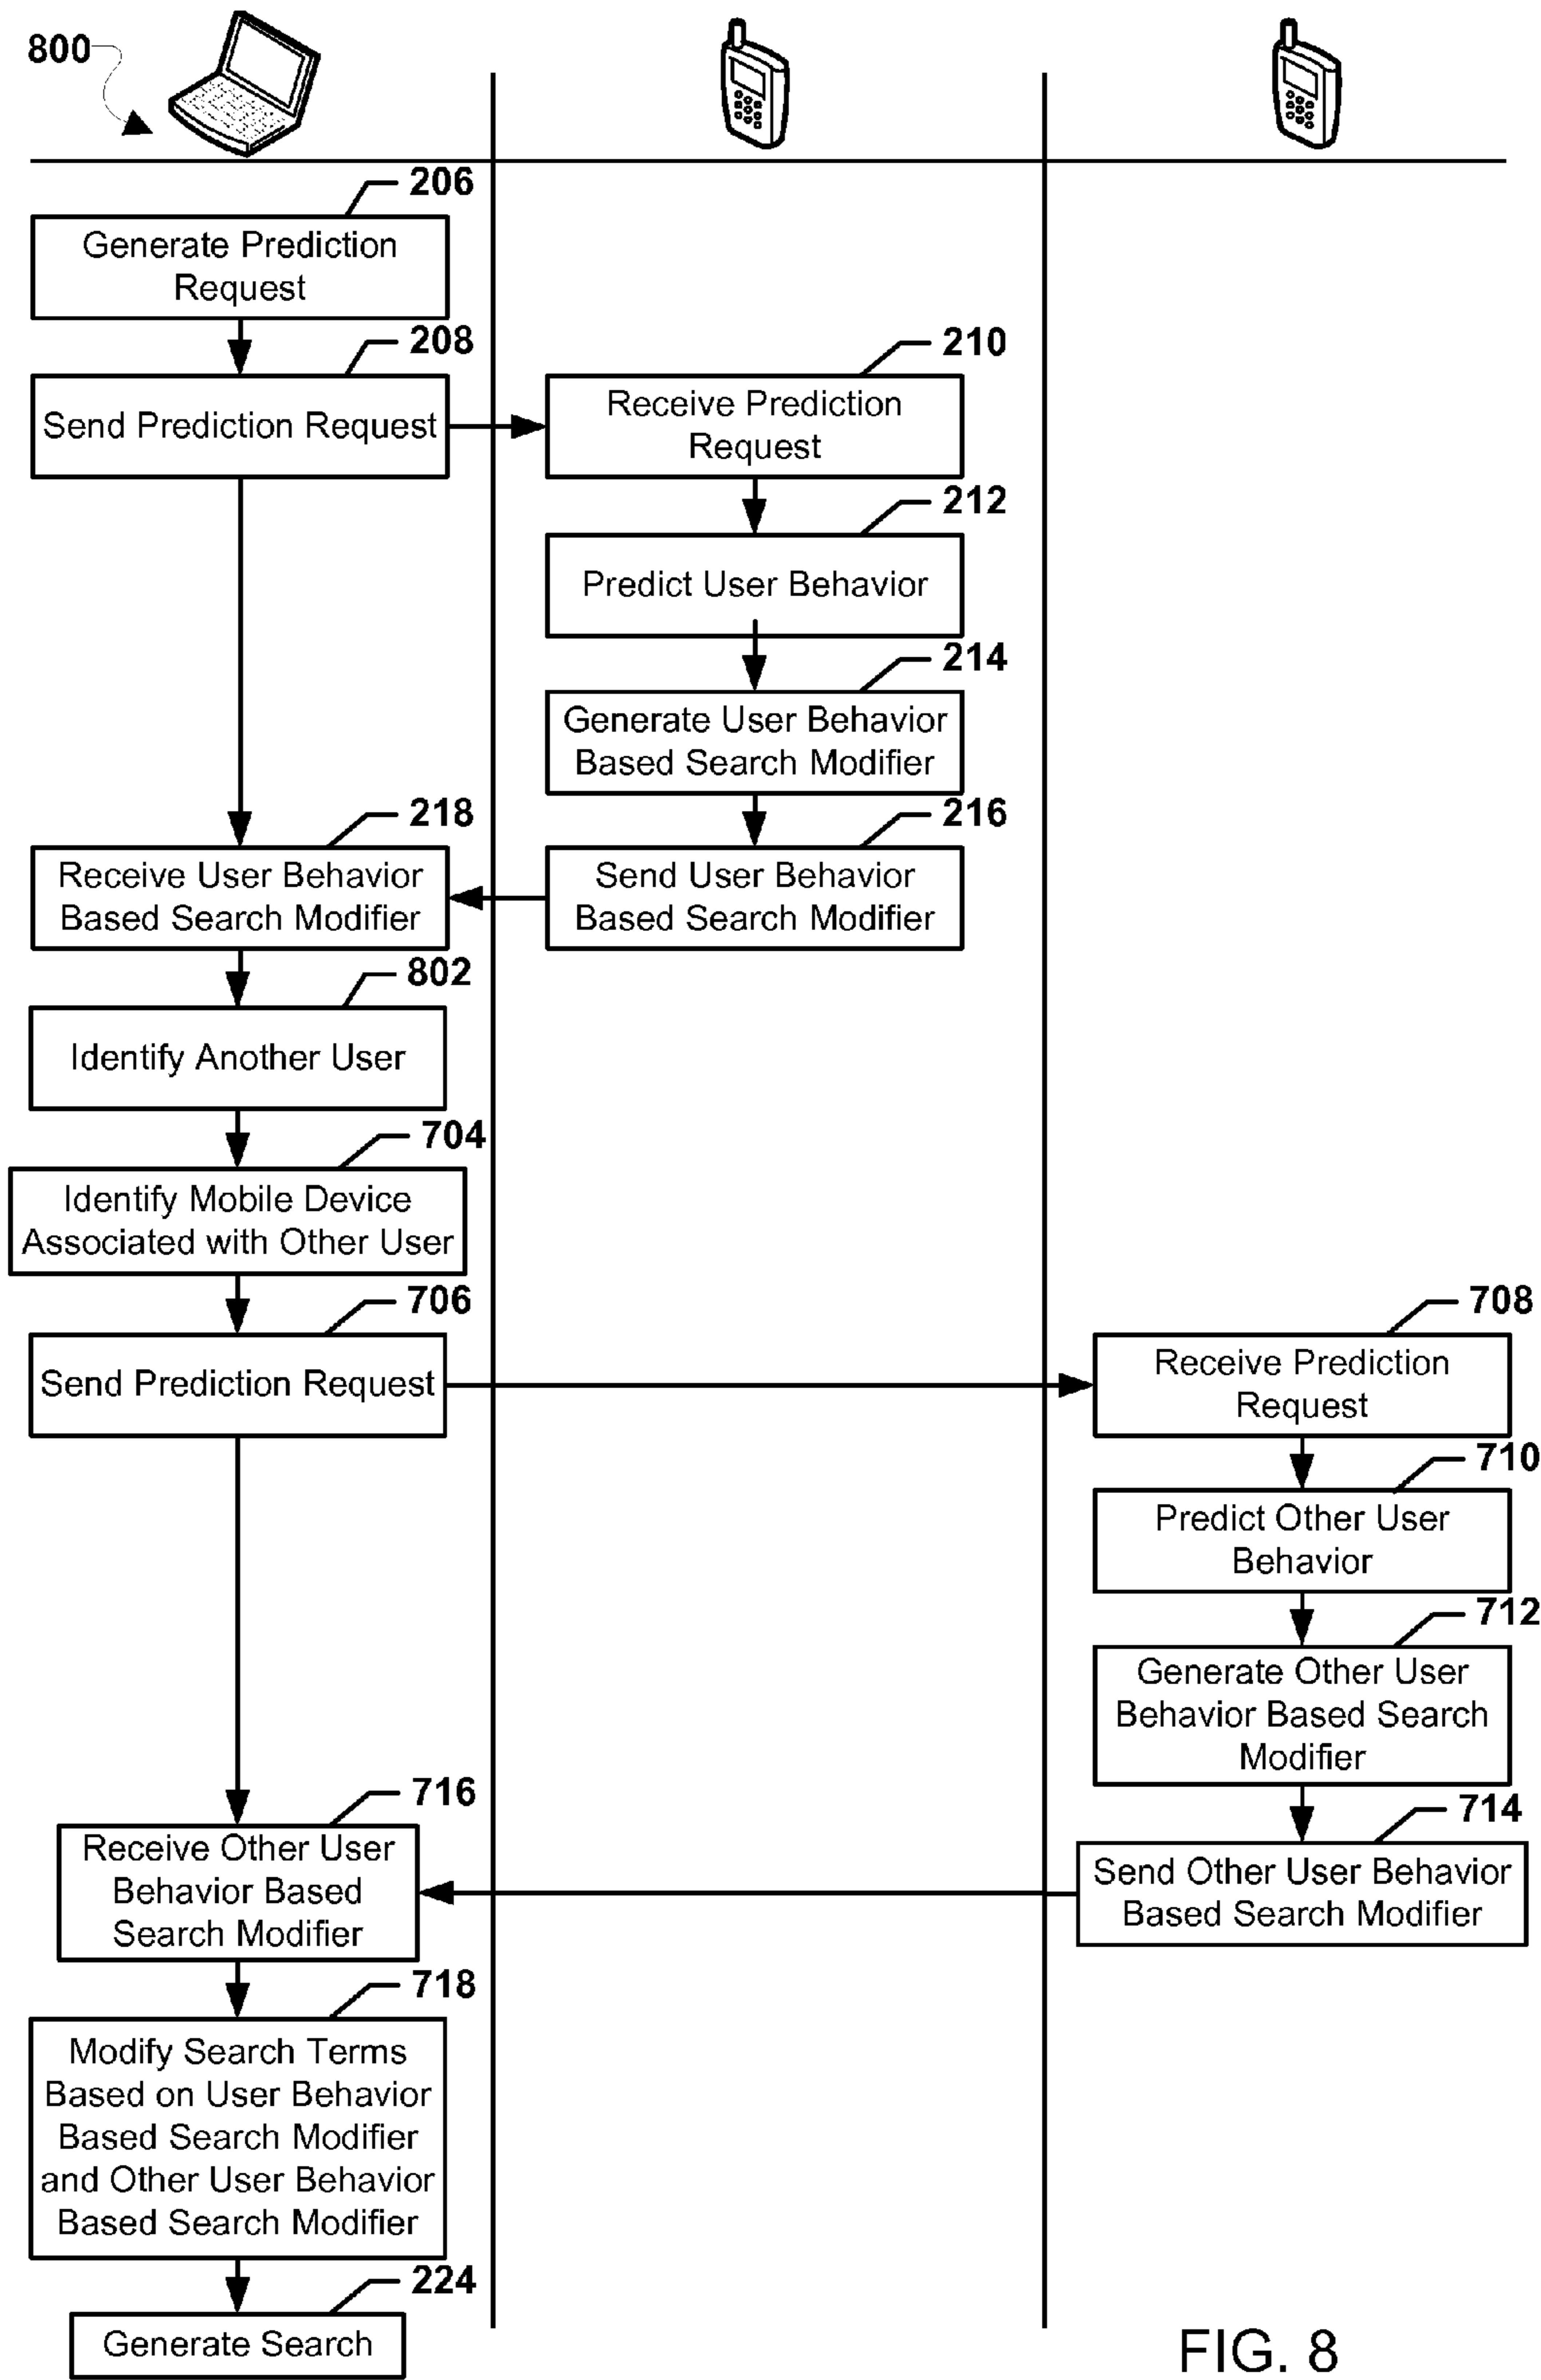 800
206
Generate Prediction
Request
208
Send Prediction Request
210
Receive Prediction
Request
212
Predict User Behavior
214
Generate User Behavior
Based Search Modifier
216
Send User Behavior
Based Search Modifier
218
Receive User Behavior
Based Search Modifier
802
Identify Another User
704
Identify Mobile Device
Associated with Other User
706
Send Prediction Request
708
Receive Prediction
Request
710
Predict Other User
Behavior
712
Generate Other User
Behavior Based Search
Modifier
714
Send Other User Behavior
Based Search Modifier
716
Receive Other User
Behavior Based
Search Modifier
718
Modify Search Terms
Based on User Behavior
Based Search Modifier
and Other User Behavior
Based Search Modifier
224
Generate Search
FIG. 8